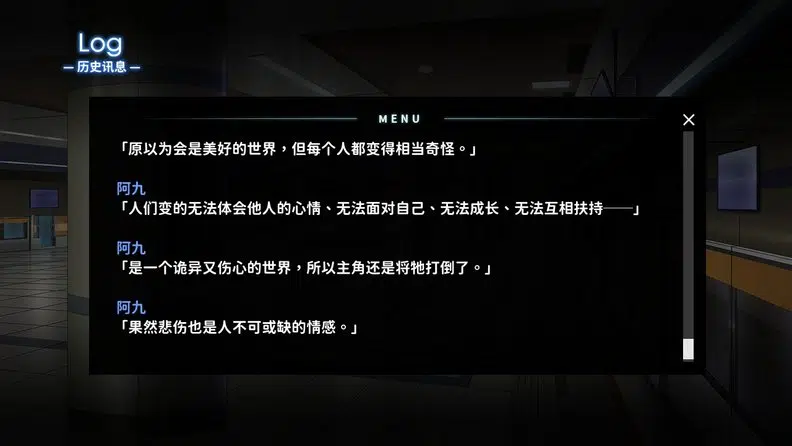 Log
— 历史讯息 —
MENU
「原以为会是美好的世界，但每个人都变得相当奇怪。」
阿九
「人们变的无法体会他人的心情、无法面对自己、无法成长、无法互相扶持──」
阿九
「是一个诡异又伤心的世界，所以主角还是将牠打倒了。」
阿九
「果然悲伤也是人不可或缺的情感。」